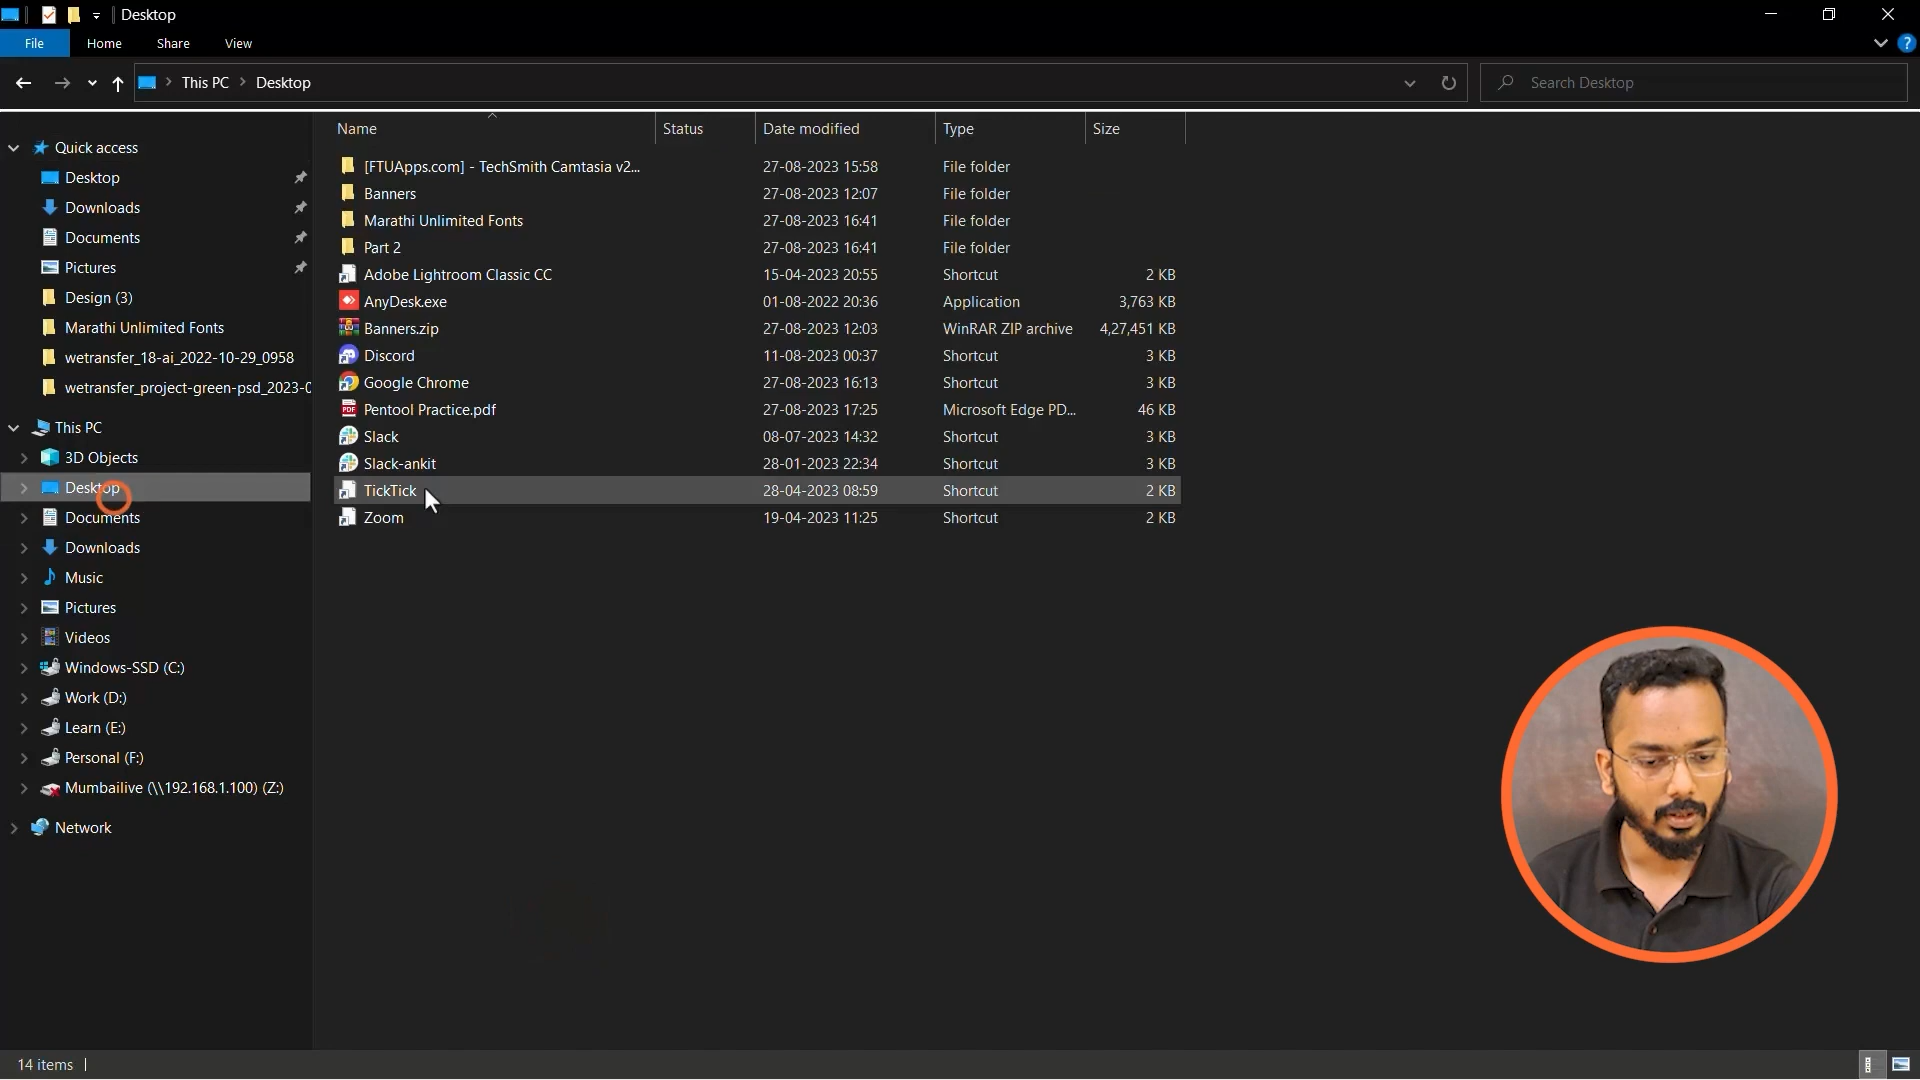 Desktop
File Home Share View
This PC Desktop
Search Desktop
Name Status Date modified Type Size
Quick access
Desktop
Downloads
Documents
Pictures
Design (3)
Marathi Unlimited Fonts
wetransfer_18-ai_2022-10-29_0958
wetransfer_project-green-psd_2023-0
This PC
3D Objects
Desktop
Documents
Downloads
Music
Pictures
Videos
Windows-SSD (C:)
Work (D:)
Learn (E:)
Personal (F:)
Mumbailive (\\192.168.1.100) (Z:)
Network
[FTUApps.com] - TechSmith Camtasia v2... 27-08-2023 15:58 File folder
Banners 27-08-2023 12:07 File folder
Marathi Unlimited Fonts 27-08-2023 16:41 File folder
Part 2 27-08-2023 16:41 File folder
Adobe Lightroom Classic CC 15-04-2023 20:55 Shortcut 2 KB
AnyDesk.exe 01-08-2022 20:36 Application 3,763 KB
Banners.zip 27-08-2023 12:03 WinRAR ZIP archive 4,27,451 KB
Discord 11-08-2023 00:37 Shortcut 3 KB
Google Chrome 27-08-2023 16:13 Shortcut 3 KB
PDF Pentool Practice.pdf 27-08-2023 17:25 Microsoft Edge PD... 46 KB
Slack 08-07-2023 14:32 Shortcut 3 KB
Slack-ankit 28-01-2023 22:34 Shortcut 3 KB
TickTick 28-04-2023 08:59 Shortcut 2 KB
Zoom 19-04-2023 11:25 Shortcut 2 KB
14 items